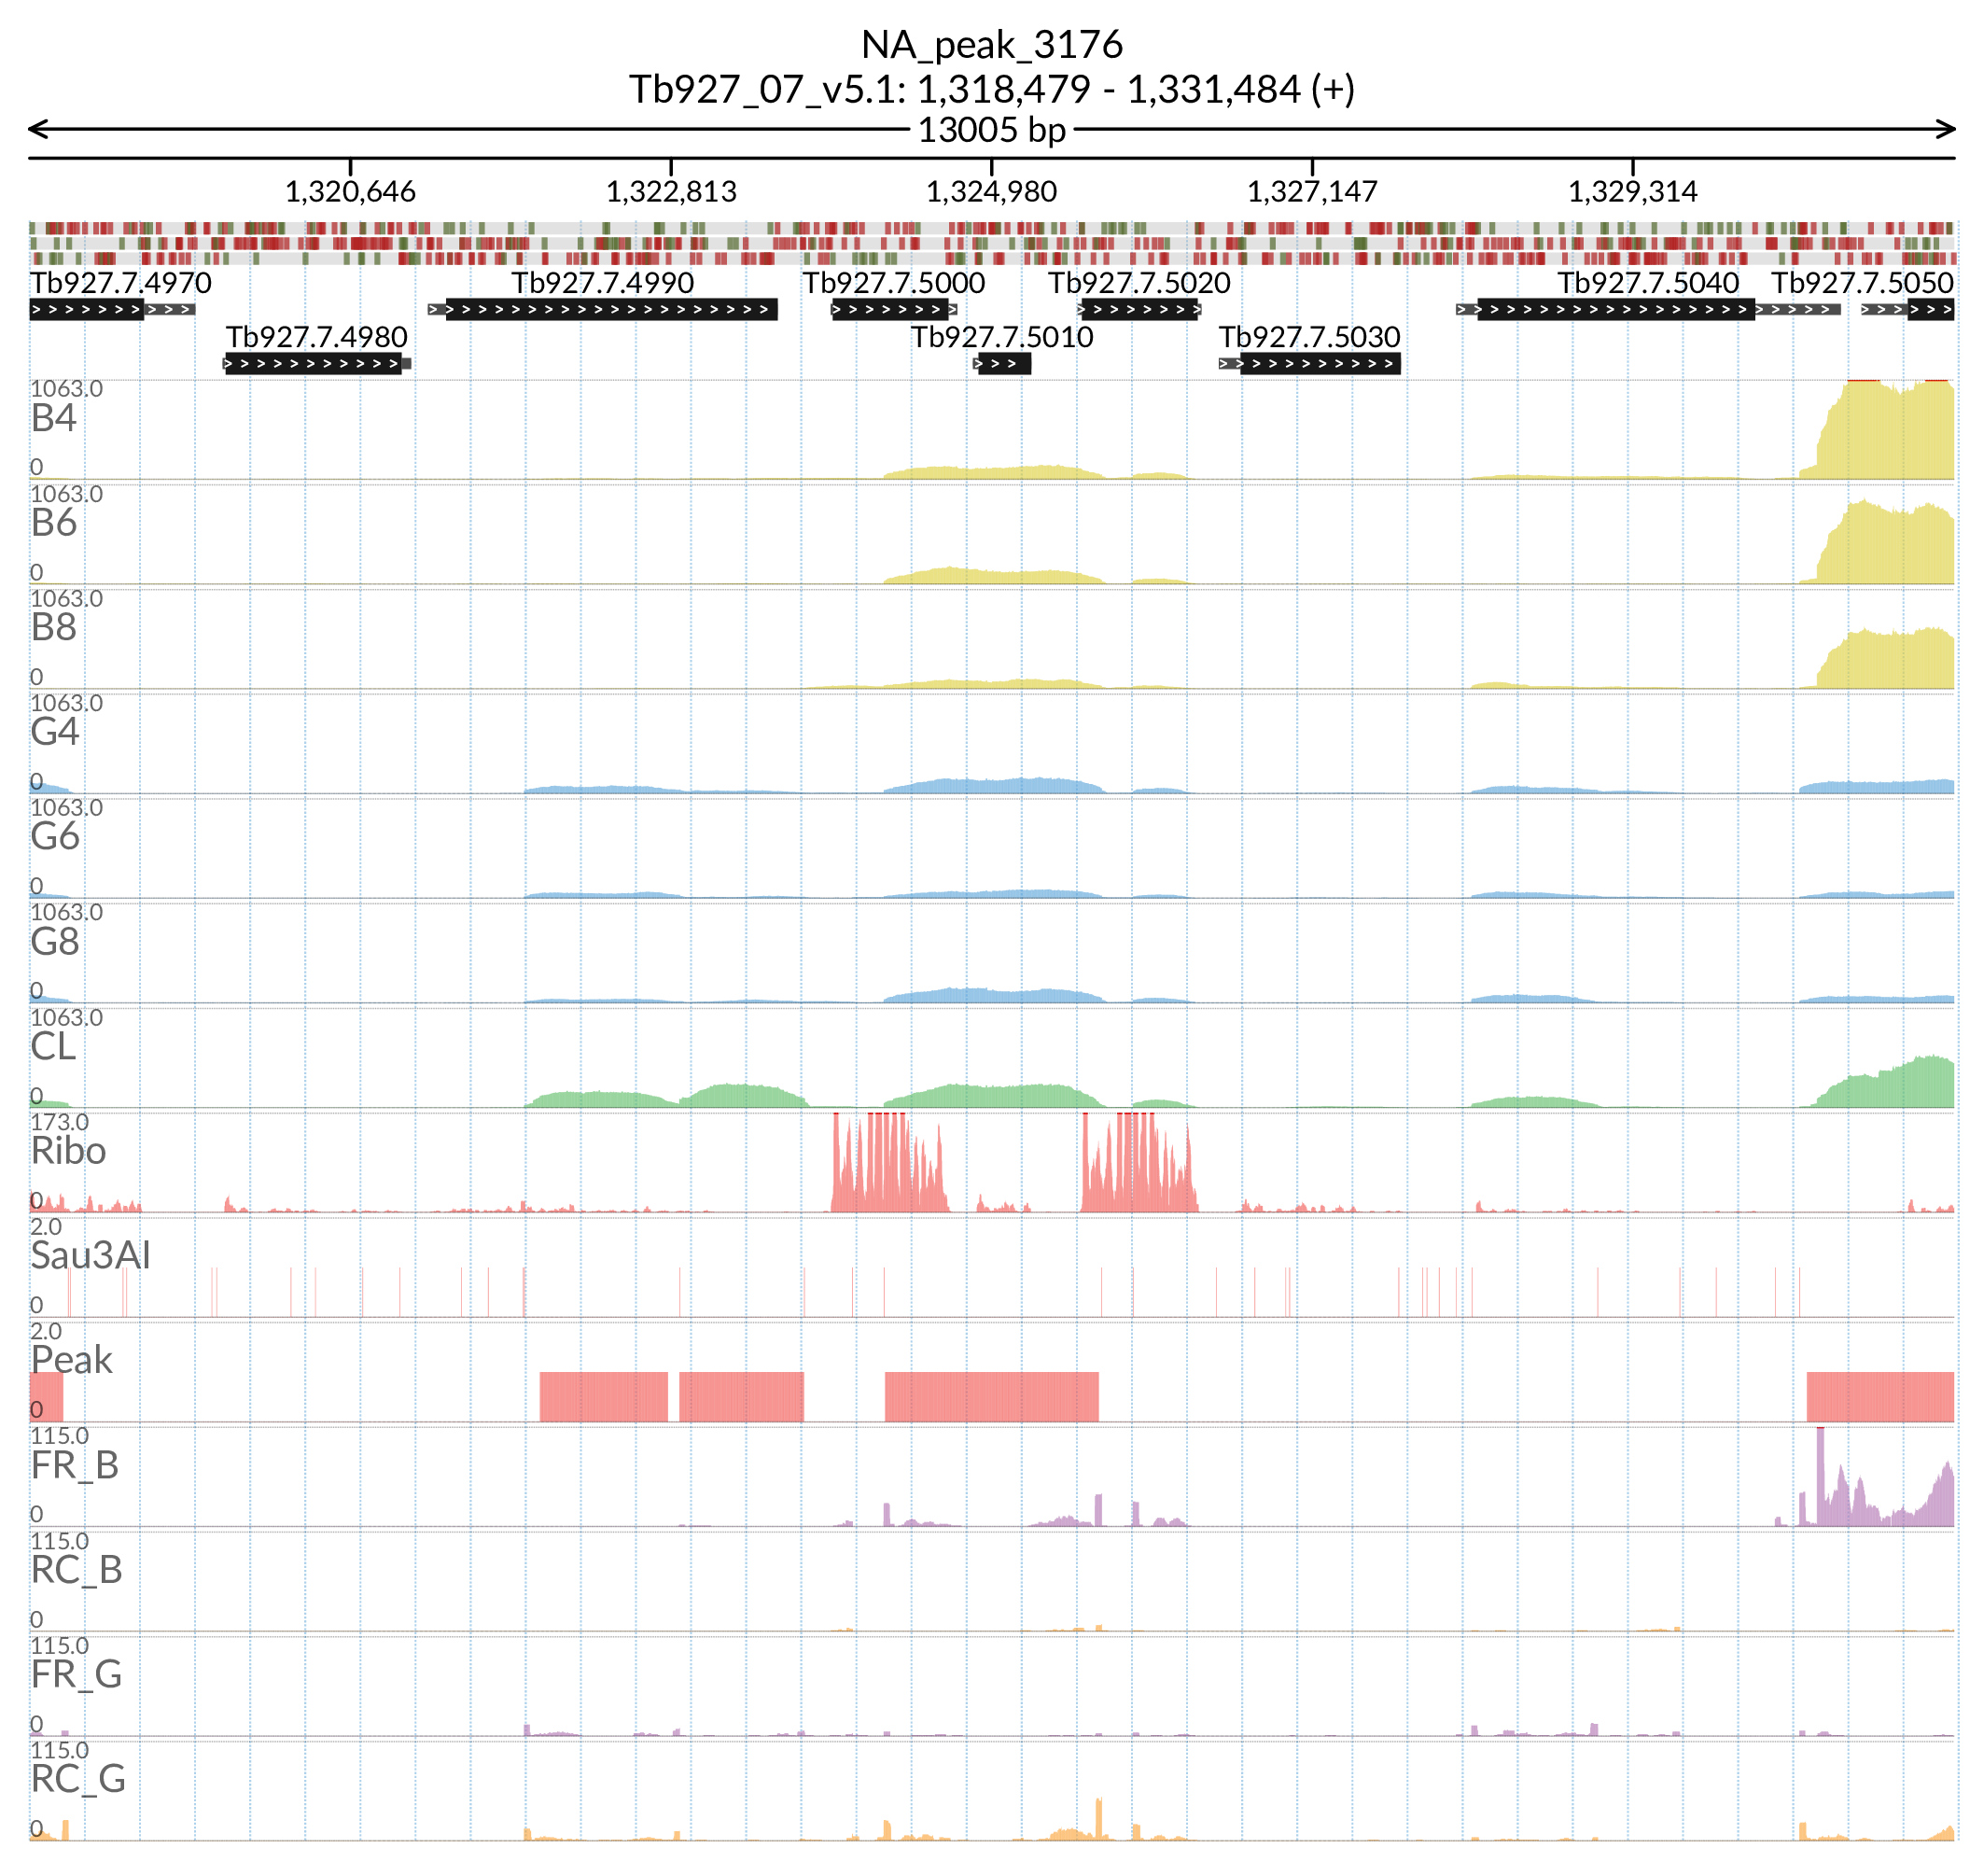 NA_peak_3176
Tb927_07_v5.1: 1,318,479 - 1,331,484 (+)
13005 bp
1,320,646 1,322,813 1,324,980 1,327,147 1,329,314
Tb927.7.4970 Tb927.7.4990 Tb927.7.5000 Tb927.7.5020 Tb927.7.5040 Tb927.7.5050
Tb927.7.4980 Tb927.7.5010 Tb927.7.5030
1063.0
B4
0
1063.0
B6
0
1063.0
B8
0
1063.0
G4
0
1063.0
G6
0
1063.0
G8
0
1063.0
CL
0
173.0
Ribo
0
2.0
Sau3AI
0
2.0
Peak
0
115.0
FR_B
0
115.0
RC_B
0
115.0
FR_G
0
115.0
RC_G
0